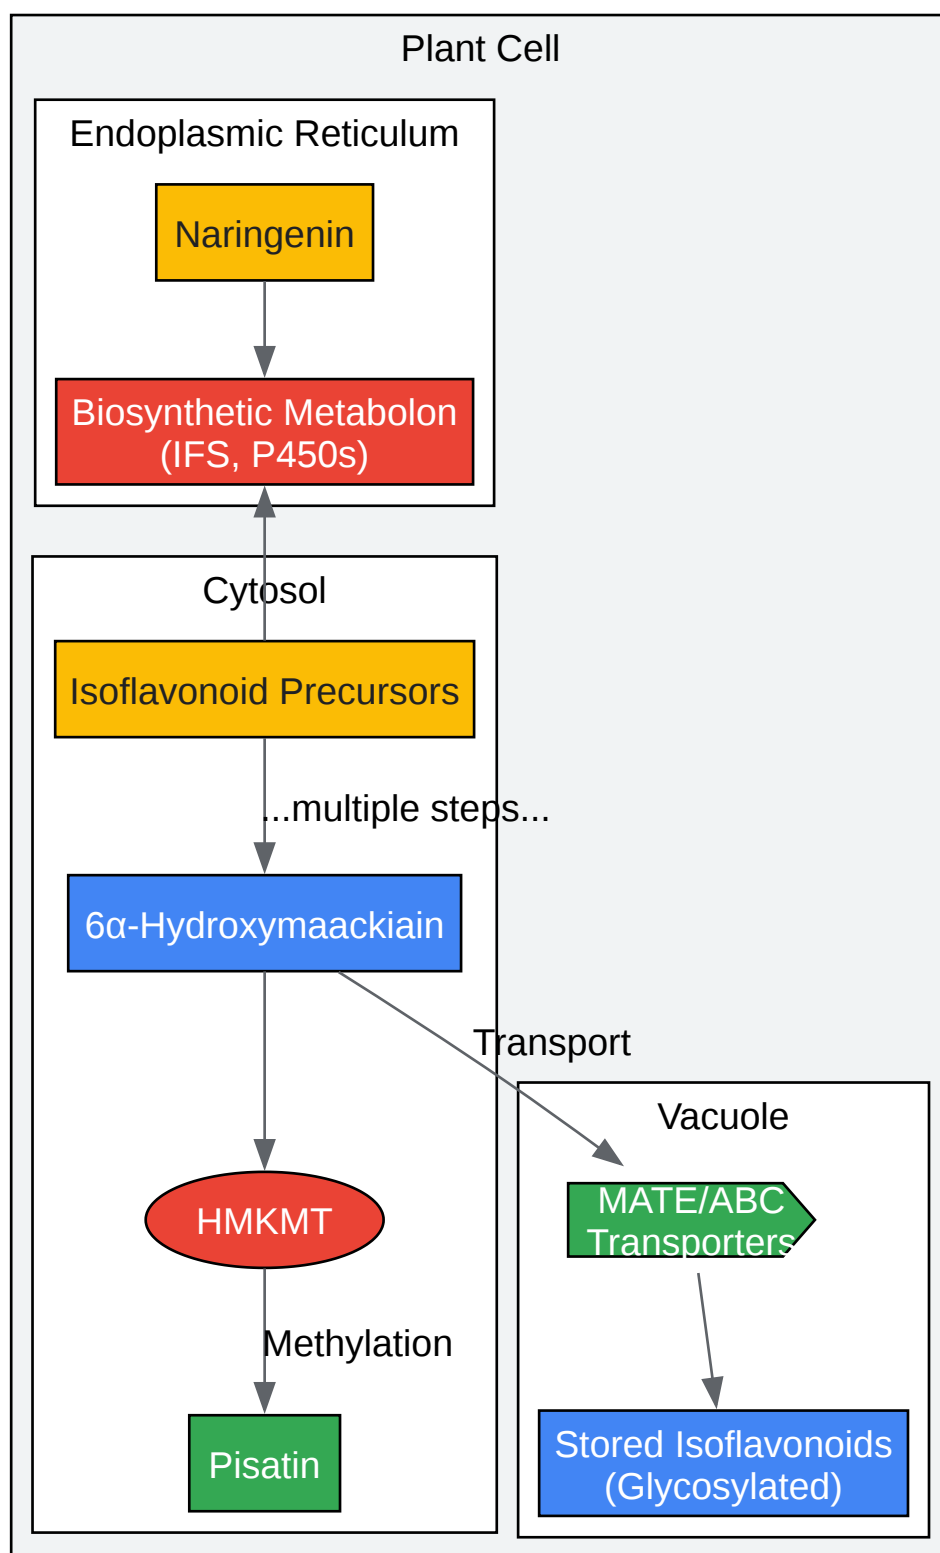 Plant Cell
Endoplasmic Reticulum
Naringenin
Biosynthetic Metabolon
(IFS, P450s)
Cytosol
Isoflavonoid Precursors
...multiple steps...
6α-Hydroxymaackiain
Transport
Vacuole
MATE/ABC
Transporters
HMKMT
Methylation
Stored Isoflavonoids
(Glycosylated)
Pisatin